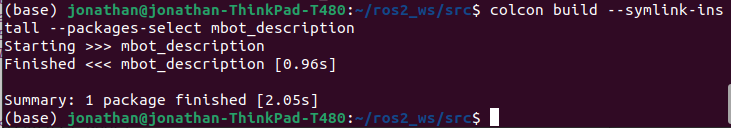 (base) jonathan@jonathan-ThinkPad-T480:~/ros2_ws/src$ colcon build --symlink-ins
tall --packages-select mbot_description
Starting >>> mbot_description
Finished <<< mbot_description [0.96s]

Summary: 1 package finished [2.05s]
(base) jonathan@jonathan-ThinkPad-T480:~/ros2_ws/src$